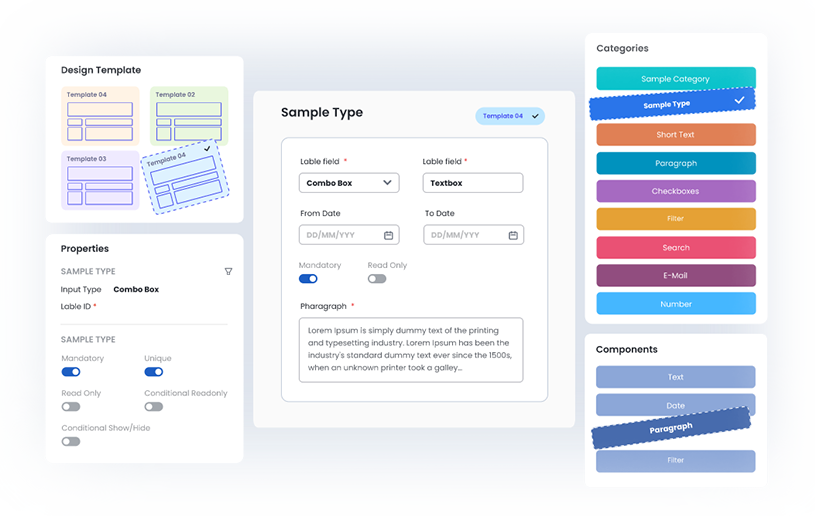 Design Template
Template 04
Template 02
Template 03
Template 04
Properties
SAMPLE TYPE
Input Type Combo Box
Lable ID *
SAMPLE TYPE
Mandatory Unique
Read Only Conditional Readonly
Conditional Show/Hide
Sample Type
Template 04
Lable field * Lable field *
Combo Box Textbox
From Date To Date
DD/MM/YYY DD/MM/YYY
Mandatory Read Only
Pharagraph *
Lorem Ipsum is simply dummy text of the printing
and typesetting industry. Lorem Ipsum has been the
industry's standard dummy text ever since the 1500s,
when an unknown printer took a galley...
Categories
Sample Category
Sample Type
Short Text
Paragraph
Checkboxes
Filter
Search
E-Mail
Number
Components
Text
Date
Paragraph
Filter